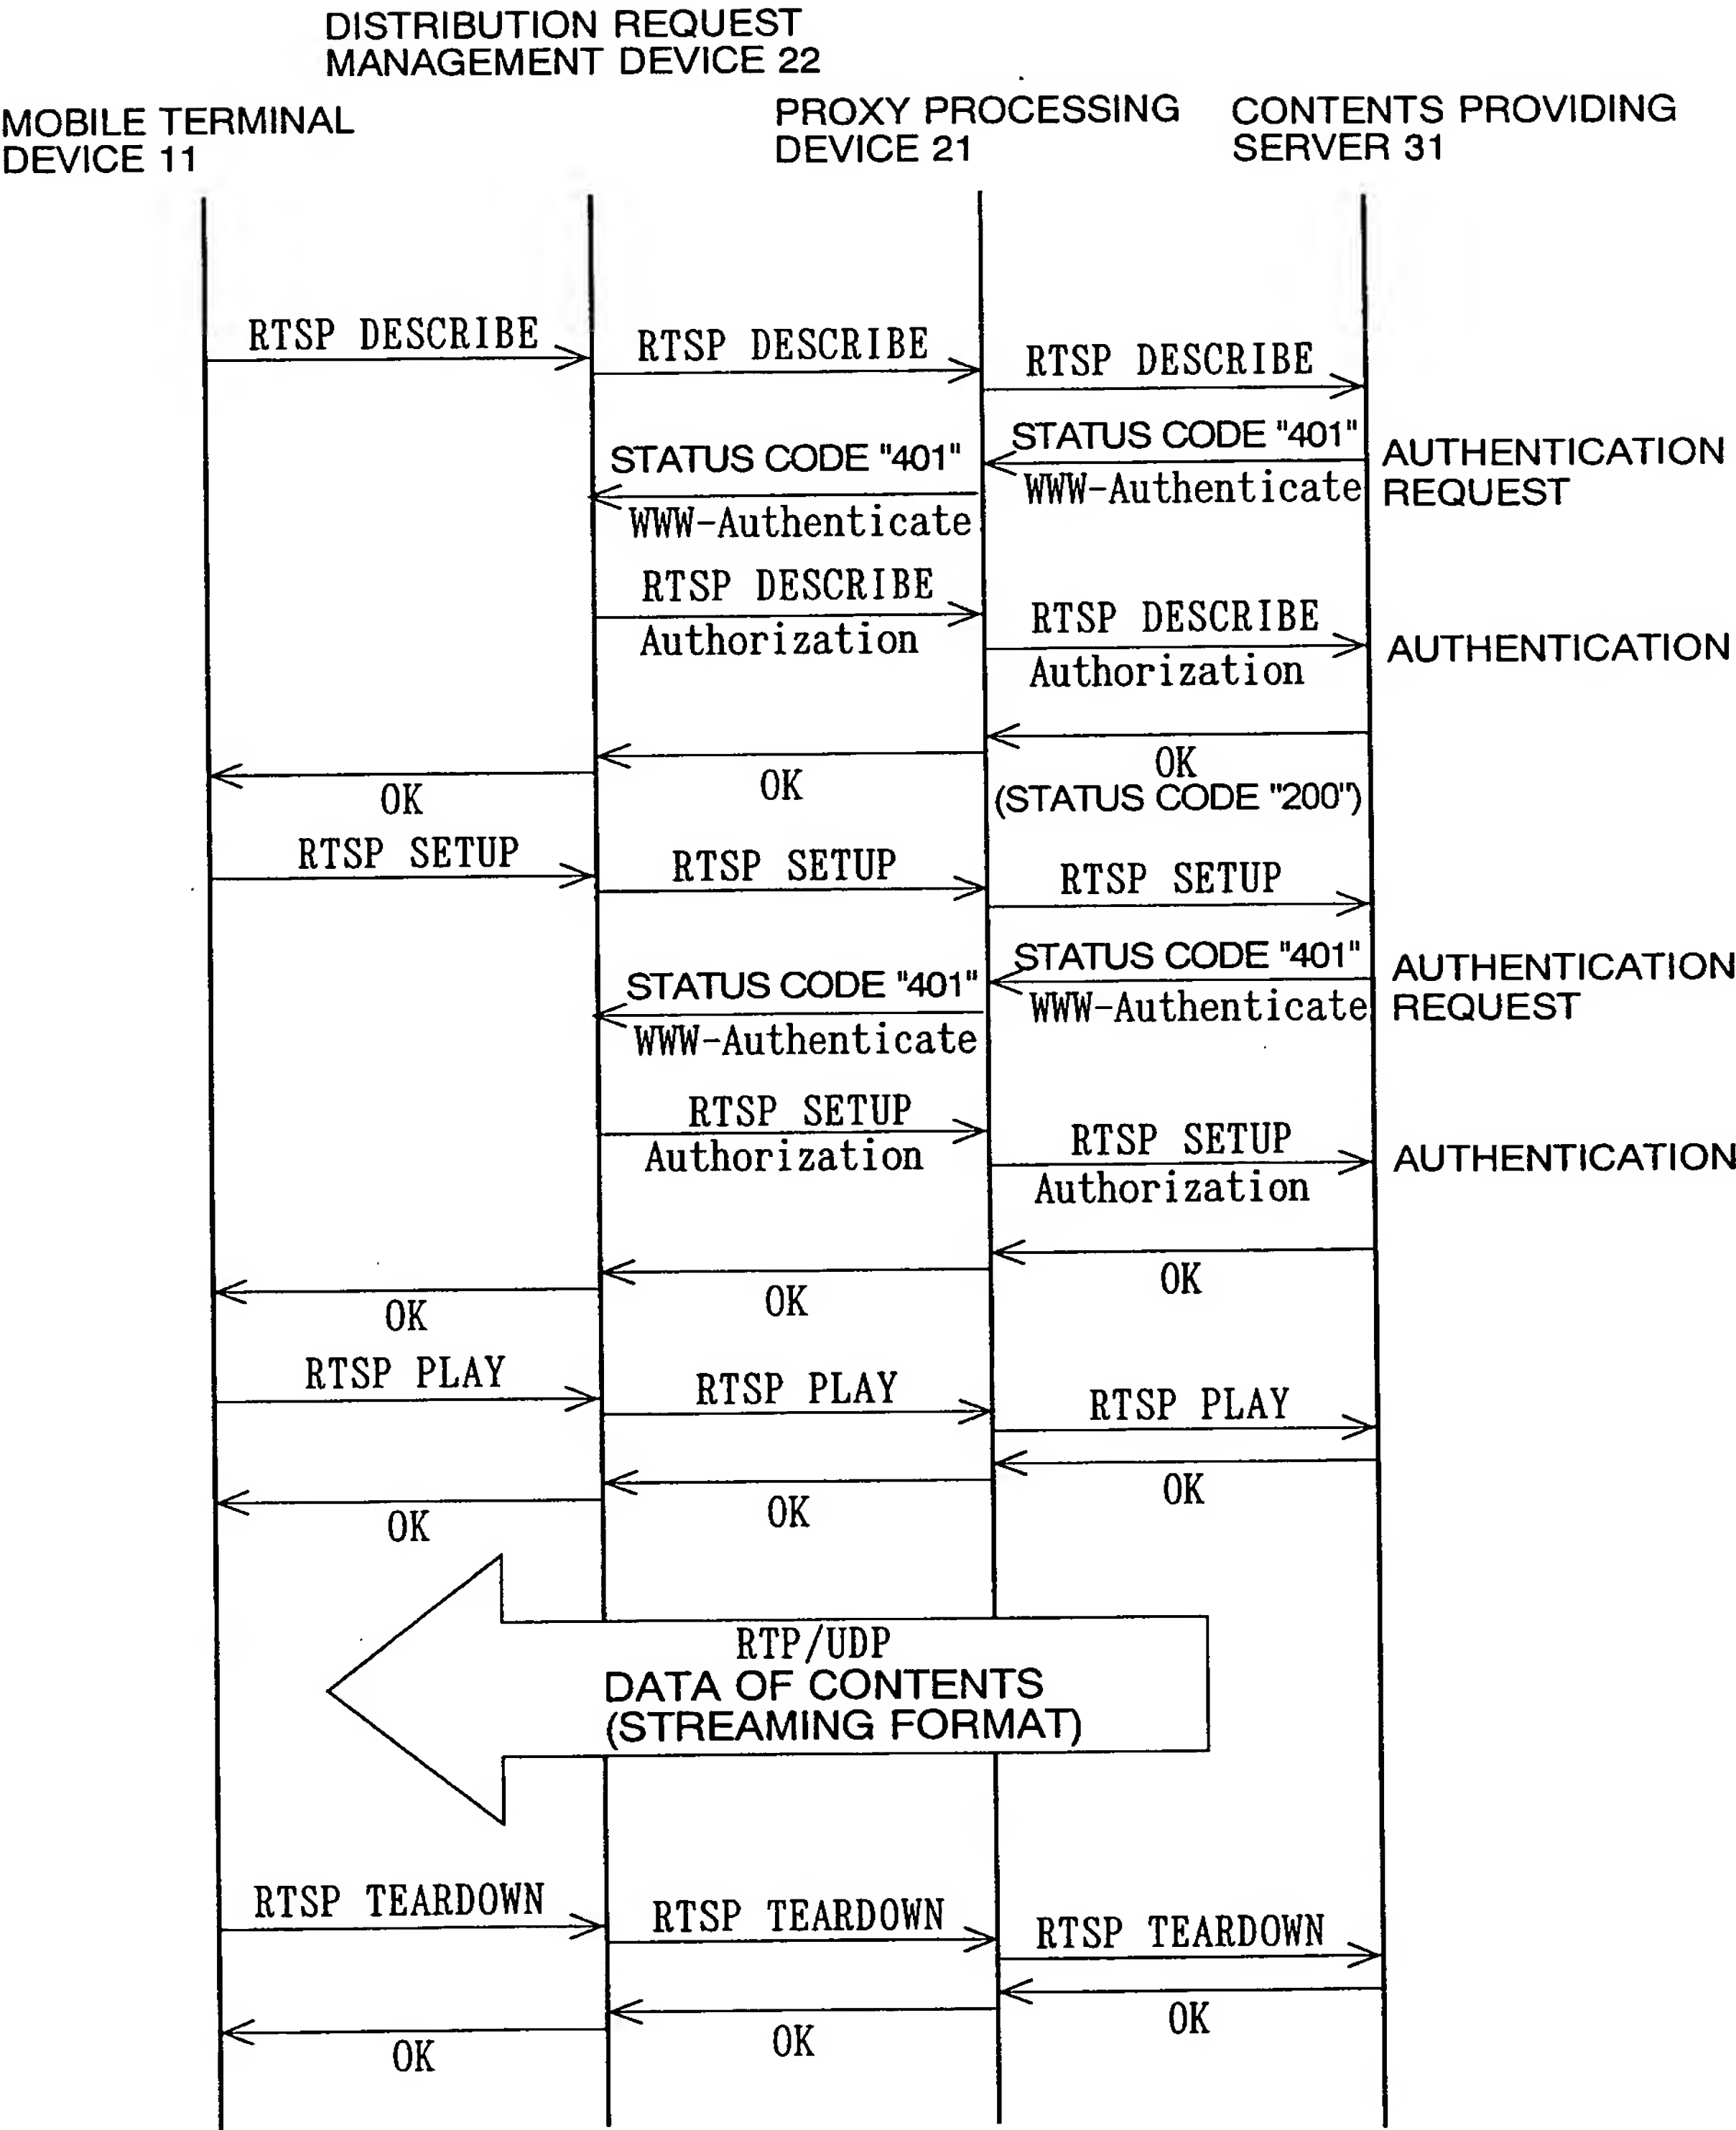 DISTRIBUTION REQUEST
MANAGEMENT DEVICE 22
MOBILE TERMINAL
DEVICE 11
PROXY PROCESSING
DEVICE 21
CONTENTS PROVIDING
SERVER 31
RTSP DESCRIBE
RTSP DESCRIBE
RTSP DESCRIBE
STATUS CODE "401"
WWW-Authenticate
AUTHENTICATION
REQUEST
STATUS CODE "401"
WWW-Authenticate
RTSP DESCRIBE
Authorization
RTSP DESCRIBE
Authorization
AUTHENTICATION
OK
(STATUS CODE "200")
OK
OK
RTSP SETUP
RTSP SETUP
RTSP SETUP
STATUS CODE "401"
WWW-Authenticate
AUTHENTICATION
REQUEST
STATUS CODE "401"
WWW-Authenticate
RTSP SETUP
Authorization
RTSP SETUP
Authorization
AUTHENTICATION
OK
OK
OK
RTSP PLAY
RTSP PLAY
RTSP PLAY
OK
OK
OK
RTP/UDP
DATA OF CONTENTS
(STREAMING FORMAT)
RTSP TEARDOWN
RTSP TEARDOWN
RTSP TEARDOWN
OK
OK
OK